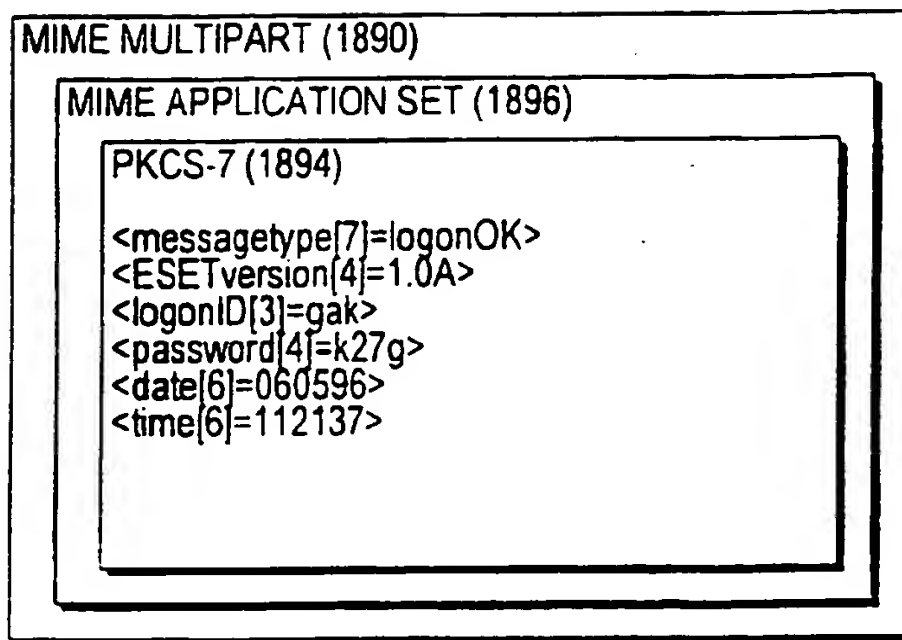 MIME MULTIPART (1890)
MIME APPLICATION SET (1896)
PKCS-7 (1894)
<messagetype[7]=logonOK>
<ESETversion[4]=1.0A>
<logonID[3]=gak>
<password[4]=k27g>
<date[6]=060596>
<time[6]=112137>